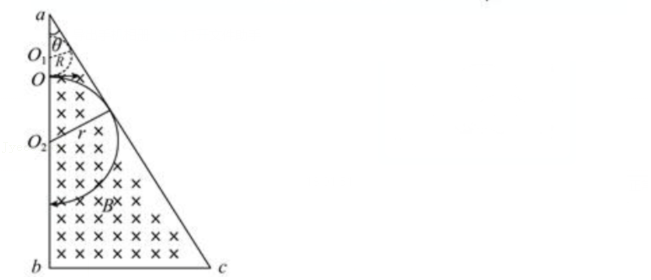 a
θ
O₁
R
O
× ×
× ×
× ×
× r ×
O₂
× × ×
× × × ×
× × × × ×
× × × B × ×
× × × × × ×
× × × × × × ×
× × × × × × ×
b c